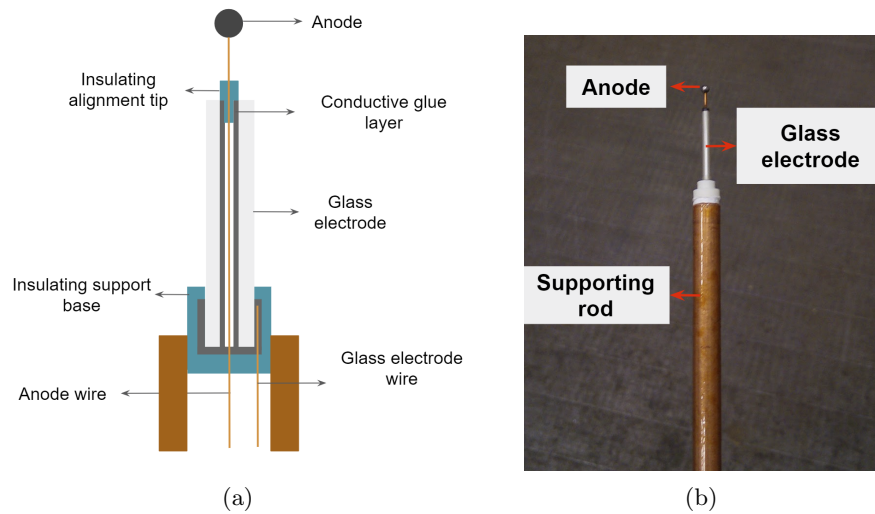 Anode
Insulating
alignment tip
Conductive glue
layer
Glass
electrode
Insulating support
base
Glass electrode
wire
Anode wire
(a)
Anode
Glass
electrode
Supporting
rod
(b)